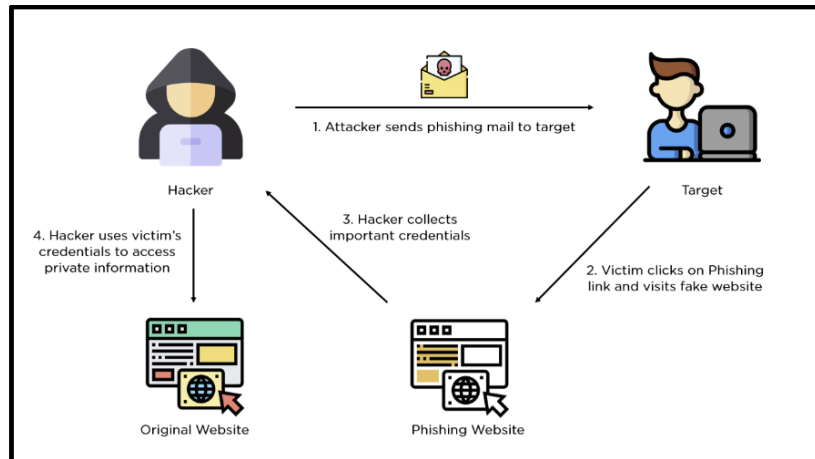 1. Attacker sends phishing mail to target
Hacker
Target
3. Hacker collects
important credentials
4. Hacker uses victim's
credentials to access
private information
2. Victim clicks on Phishing
link and visits fake website
Original Website
Phishing Website